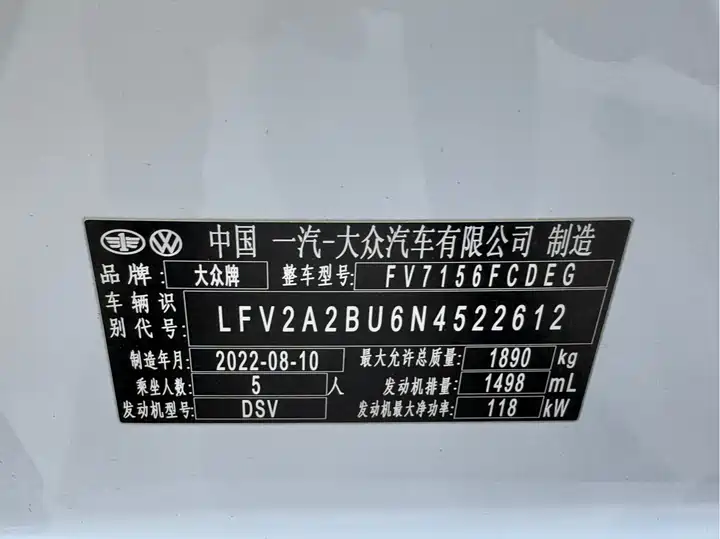 中国 一汽-大众汽车有限公司 制造
品牌: 大众牌 整车型号: FV7156FCDEG
车辆识别代号: LFV2A2BU6N4522612
制造年月: 2022-08-10 最大允许总质量: 1890 kg
乘坐人数: 5 人 发动机排量: 1498 mL
发动机型号: DSV 发动机最大净功率: 118 kW